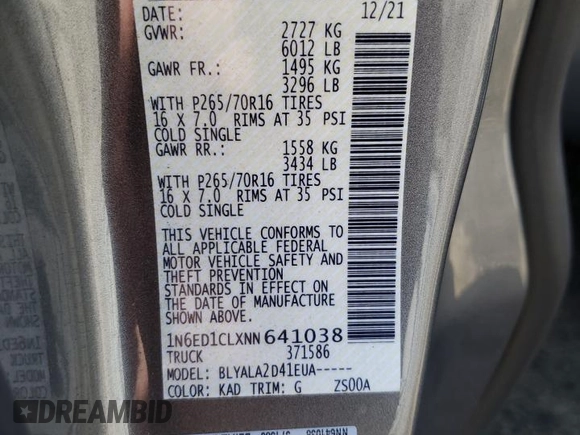 DATE: 12/21
GVWR: 2727 KG
6012 LB
GAWR FR.: 1495 KG
3296 LB
WITH P265/70R16 TIRES
16 X 7.0 RIMS AT 35 PSI
COLD SINGLE
GAWR RR.: 1558 KG
3434 LB
WITH P265/70R16 TIRES
16 X 7.0 RIMS AT 35 PSI
COLD SINGLE
THIS VEHICLE CONFORMS TO
ALL APPLICABLE FEDERAL
MOTOR VEHICLE SAFETY AND
THEFT PREVENTION
STANDARDS IN EFFECT ON
THE DATE OF MANUFACTURE
SHOWN ABOVE.
1N6ED1CLXNN641038
TRUCK 371586
MODEL: BLYALA2D41EUA-----
COLOR: KAD TRIM: G ZS00A
NN641038
DREAMBID.COM